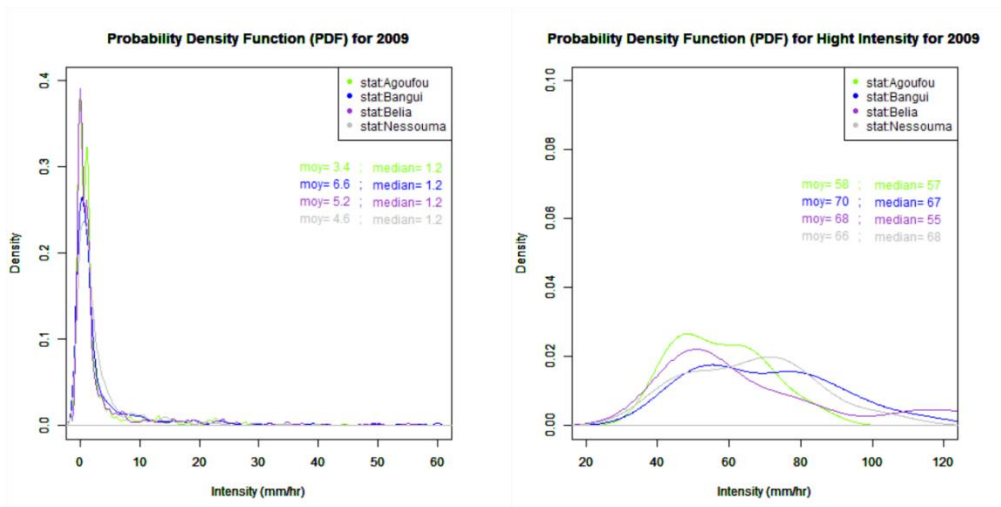 Probability Density Function (PDF) for 2009
stat:Agoufou
stat:Bangui
stat:Belia
stat:Nessouma
moy= 3.4 ; median= 1.2
moy= 6.6 ; median= 1.2
moy= 5.2 ; median= 1.2
moy= 4.6 ; median= 1.2
Density
0.4
0.3
0.2
0.1
0.0
0 10 20 30 40 50 60
Intensity (mm/hr)
Probability Density Function (PDF) for Hight Intensity for 2009
stat:Agoufou
stat:Bangui
stat:Belia
stat:Nessouma
moy= 58 ; median= 57
moy= 70 ; median= 67
moy= 68 ; median= 55
moy= 66 ; median= 68
Density
0.10
0.08
0.06
0.04
0.02
0.00
20 40 60 80 100 120
Intensity (mm/hr)